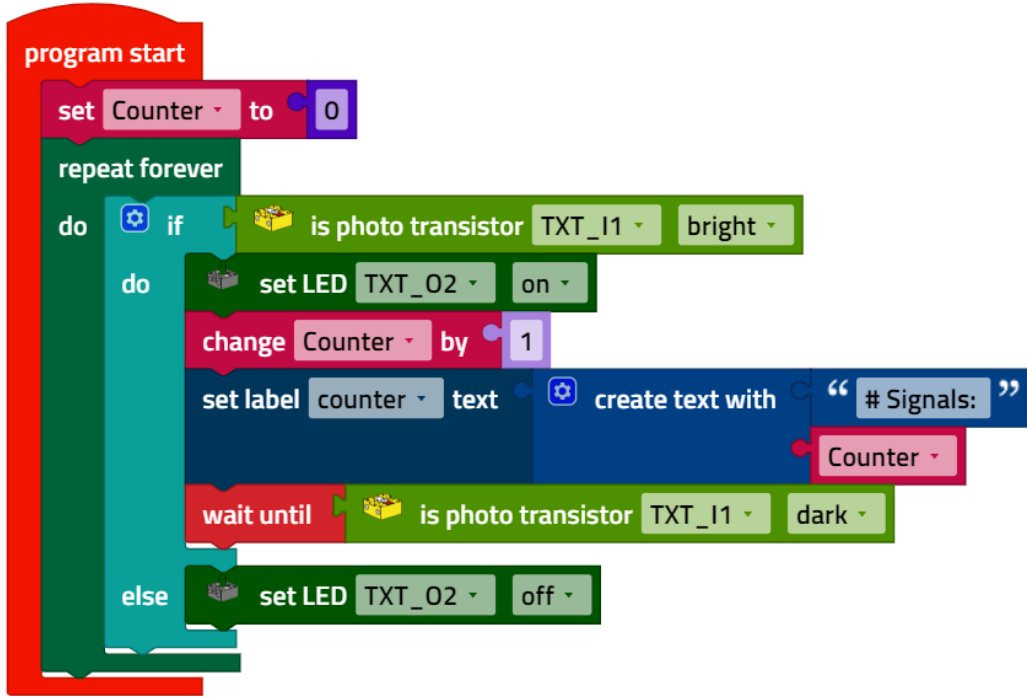 program start
set Counter to 0
repeat forever
do if is photo transistor TXT_I1 bright
do set LED TXT_O2 on
change Counter by 1
set label counter text create text with “ # Signals: ”
Counter
wait until is photo transistor TXT_I1 dark
else set LED TXT_O2 off